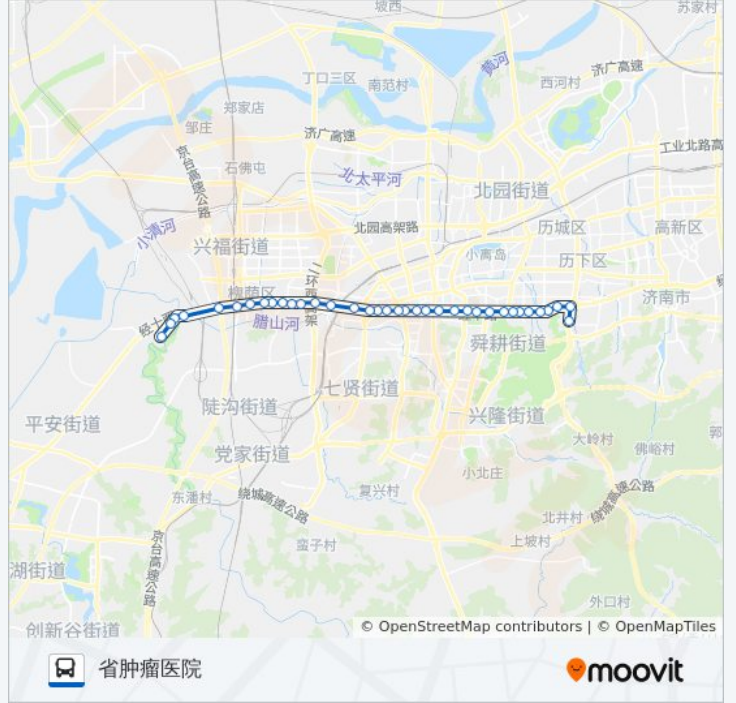 坡西
苏家村
黄河
济广高速
丁口三区
南范村
西河村
郑家店
邹庄
济广高速
工业北路高
京台高速公路
石佛屯
北太平河
北园街道
小清河
北园高架路
历城区
高新区
兴福街道
小离岛
历下区
二环西高架
槐荫区
济南市
经十西
腊山河
舜耕街道
七贤街道
陡沟街道
兴隆街道
平安街道
大岭村
郭
党家街道
佛峪村
小北庄
东潘村
绕城高速公路
复兴村
绕城高速公路
北井村
京台高速公路
蛮子村
上坡村
湖街道
外口村
创新谷街道
© OpenStreetMap contributors | © OpenMapTiles
省肿瘤医院
moovit